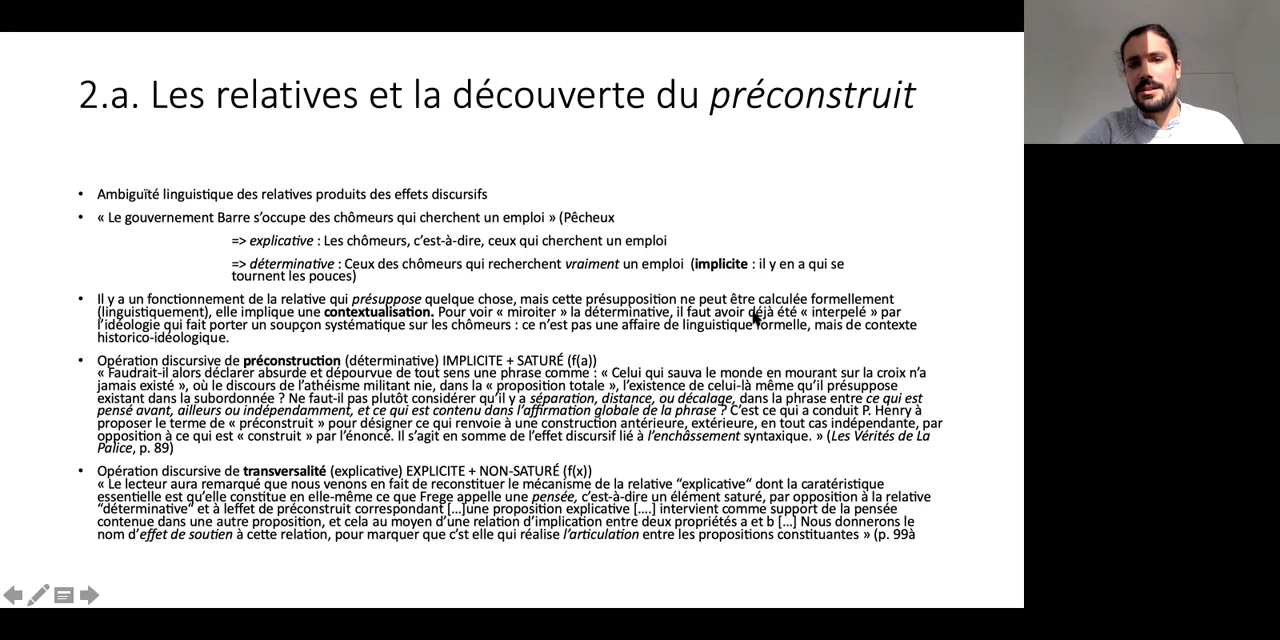 2.a. Les relatives et la découverte du préconstruit
• Ambiguïté linguistique des relatives produits des effets discursifs
• « Le gouvernement Barre s’occupe des chômeurs qui cherchent un emploi » (Pêcheux
=> explicative : Les chômeurs, c’est-à-dire, ceux qui cherchent un emploi
=> déterminative : Ceux des chômeurs qui recherchent vraiment un emploi (implicite : il y en a qui se
tournent les pouces)
• Il y a un fonctionnement de la relative qui présuppose quelque chose, mais cette présupposition ne peut être calculée formellement
(linguistiquement), elle implique une contextualisation. Pour voir « miroiter » la déterminative, il faut avoir déjà été « interpelé » par
l’idéologie qui fait porter un soupçon systématique sur les chômeurs : ce n’est pas une affaire de linguistique formelle, mais de contexte
historico-idéologique.
• Opération discursive de préconstruction (déterminative) IMPLICITE + SATURÉ (f(a))
« Faudrait-il alors déclarer absurde et dépourvue de tout sens une phrase comme : « Celui qui sauva le monde en mourant sur la croix n’a
jamais existé », où le discours de l’athéisme militant nie, dans la « proposition totale », l’existence de celui-là même qu’il présuppose
existant dans la subordonnée ? Ne faut-il pas plutôt considérer qu’il y a séparation, distance, ou décalage, dans la phrase entre ce qui est
pensé avant, ailleurs ou indépendamment, et ce qui est contenu dans l’affirmation globale de la phrase ? C’est ce qui a conduit P. Henry à
proposer le terme de « préconstruit » pour désigner ce qui renvoie à une construction antérieure, extérieure, en tout cas indépendante, par
opposition à ce qui est « construit » par l’énoncé. Il s’agit en somme de l’effet discursif lié à l’enchâssement syntaxique. » (Les Vérités de La
Palice, p. 89)
• Opération discursive de transversalité (explicative) EXPLICITE + NON-SATURÉ (f(x))
« Le lecteur aura remarqué que nous venons en fait de reconstituer le mécanisme de la relative “explicative“ dont la caratéristique
essentielle est qu’elle constitue en elle-même ce que Frege appelle une pensée, c’est-à-dire un élément saturé, par opposition à la relative
“déterminative“ et à leffet de préconstruit correspondant […]une proposition explicative [….] intervient comme support de la pensée
contenue dans une autre proposition, et cela au moyen d’une relation d’implication entre deux propriétés a et b […] Nous donnerons le
nom d’effet de soutien à cette relation, pour marquer que c’st elle qui réalise l’articulation entre les propositions constituantes » (p. 99à